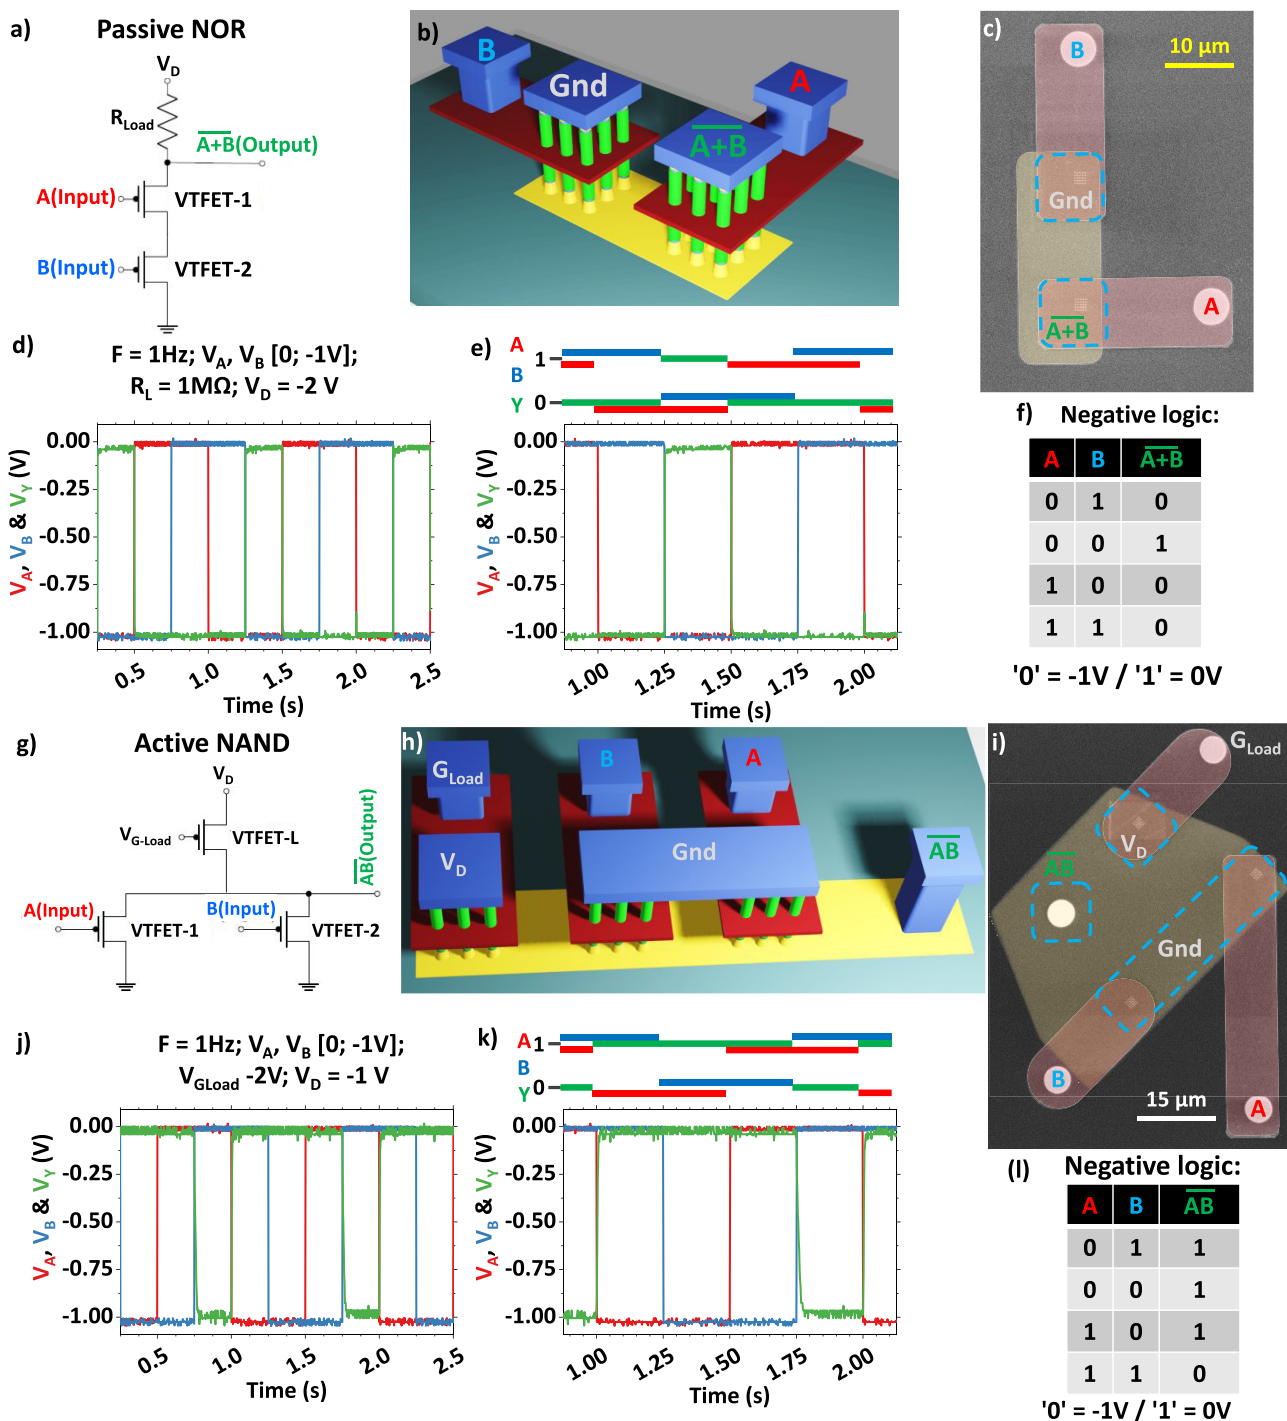 a) Passive NOR
V_D
R_Load
A+B(Output)
A(Input)
VTFET-1
B(Input)
VTFET-2
b)
B
Gnd
A
A+B
c)
B
10 µm
Gnd
A+B
A
d)
F = 1Hz; V_A, V_B [0; -1V];
R_L = 1MΩ; V_D = -2 V
V_A, V_B & V_Y (V)
0.00
-0.25
-0.50
-0.75
-1.00
0.5 1.0 1.5 2.0 2.5
Time (s)
e)
A
1
B
Y 0
V_A, V_B & V_Y (V)
0.00
-0.25
-0.50
-0.75
-1.00
1.00 1.25 1.50 1.75 2.00
Time (s)
f) Negative logic:
A B A+B
0 1 0
0 0 1
1 0 0
1 1 0
'0' = -1V / '1' = 0V
g) Active NAND
V_D
V_G-Load
VTFET-L
AB(Output)
A(Input)
VTFET-1
B(Input)
VTFET-2
h)
G_Load
B
A
V_D
Gnd
AB
i)
G_Load
V_D
AB
Gnd
B
15 µm
A
j)
F = 1Hz; V_A, V_B [0; -1V];
V_GLoad -2V; V_D = -1 V
V_A, V_B & V_Y (V)
0.00
-0.25
-0.50
-0.75
-1.00
0.5 1.0 1.5 2.0 2.5
Time (s)
k)
A 1
B
Y 0
V_A, V_B & V_Y (V)
0.00
-0.25
-0.50
-0.75
-1.00
1.00 1.25 1.50 1.75 2.00
Time (s)
(l) Negative logic:
A B AB
0 1 1
0 0 1
1 0 1
1 1 0
'0' = -1V / '1' = 0V